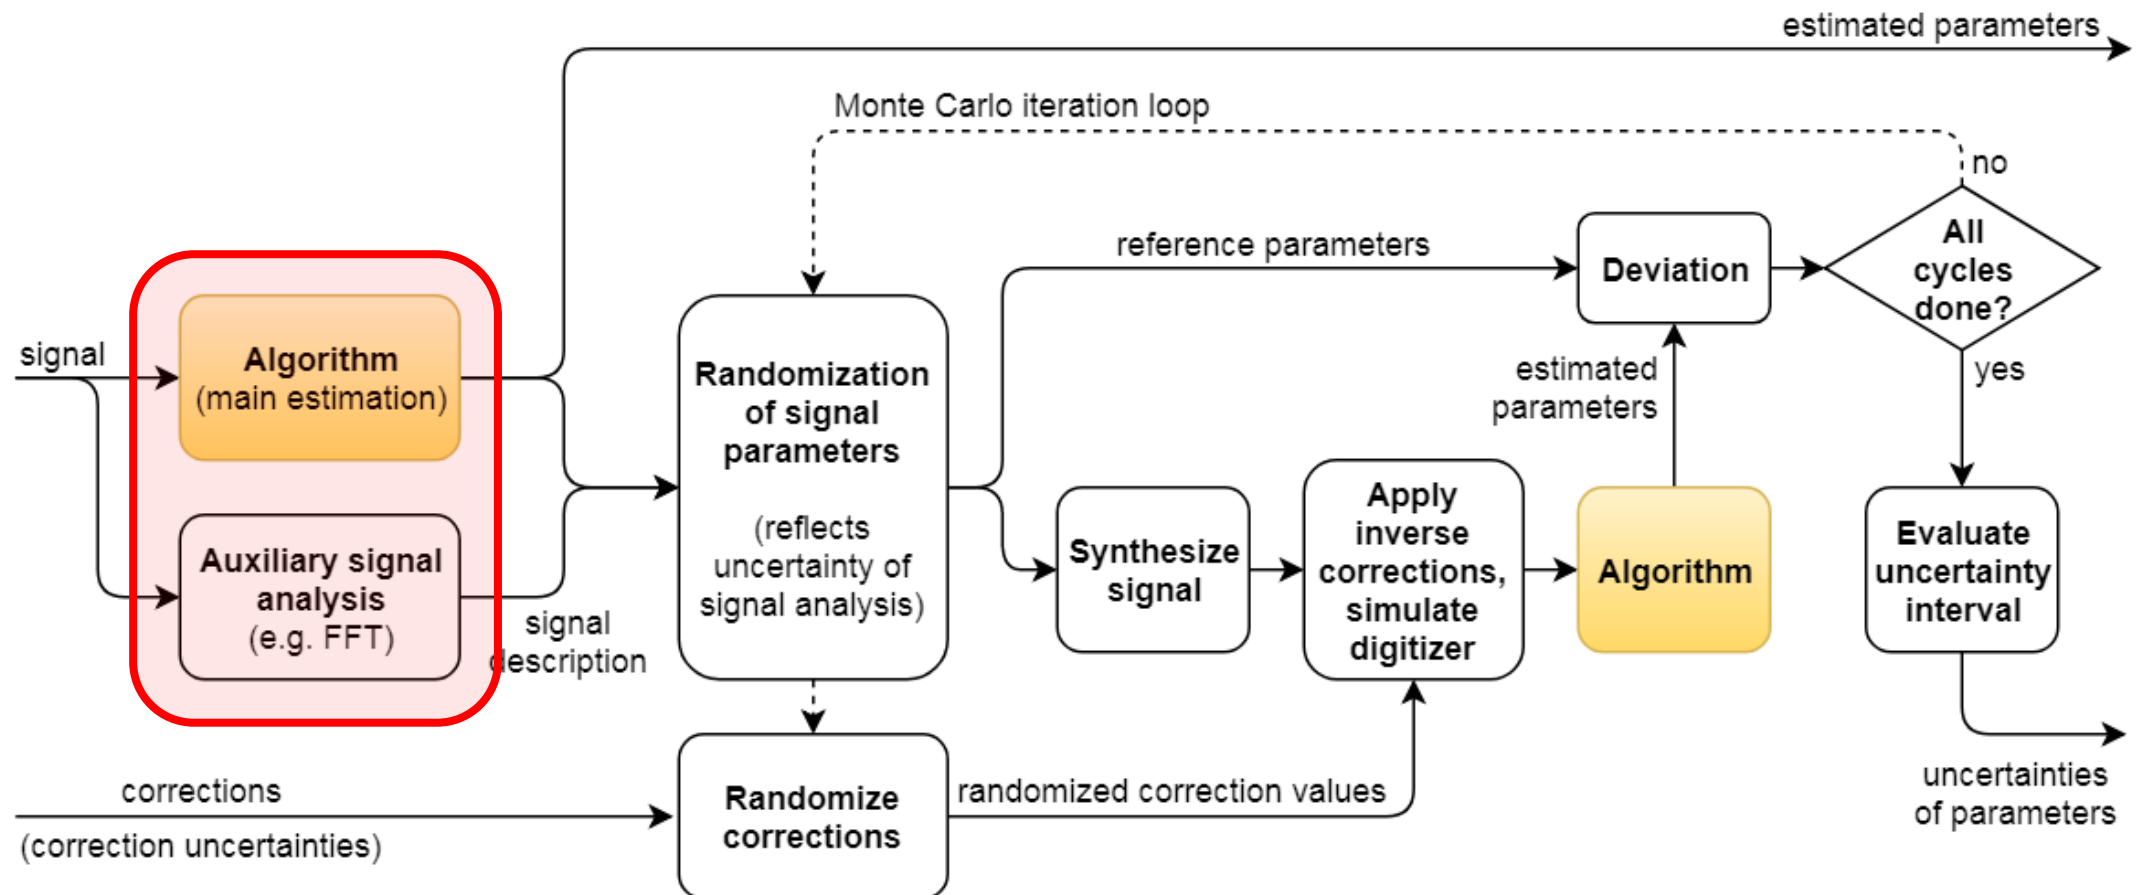 estimated parameters
Monte Carlo iteration loop
no
reference parameters
Deviation
All
cycles
done?
signal
Algorithm
(main estimation)
Randomization
of signal
parameters
(reflects
uncertainty of
signal analysis)
estimated
parameters
yes
Auxiliary signal
analysis
(e.g. FFT)
signal
description
Synthesize
signal
Apply
inverse
corrections,
simulate
digitizer
Algorithm
Evaluate
uncertainty
interval
corrections
(correction uncertainties)
Randomize
corrections
randomized correction values
uncertainties
of parameters